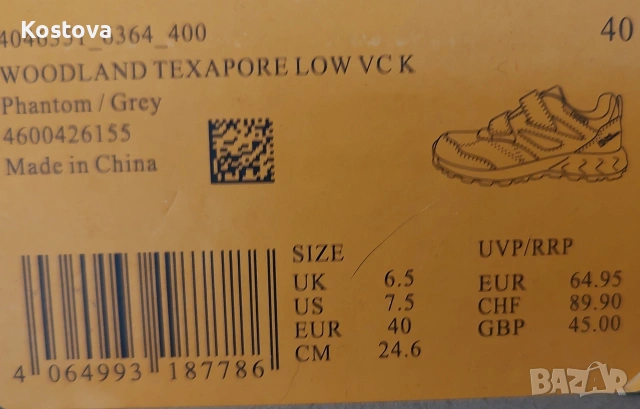 Kostova
4046351_6364_400 40
WOODLAND TEXAPORE LOW VC K
Phantom / Grey
4600426155
Made in China
SIZE
UK 6.5
US 7.5
EUR 40
CM 24.6
UVP/RRP
EUR 64.95
CHF 89.90
GBP 45.00
4 064993 187786
BAZAR